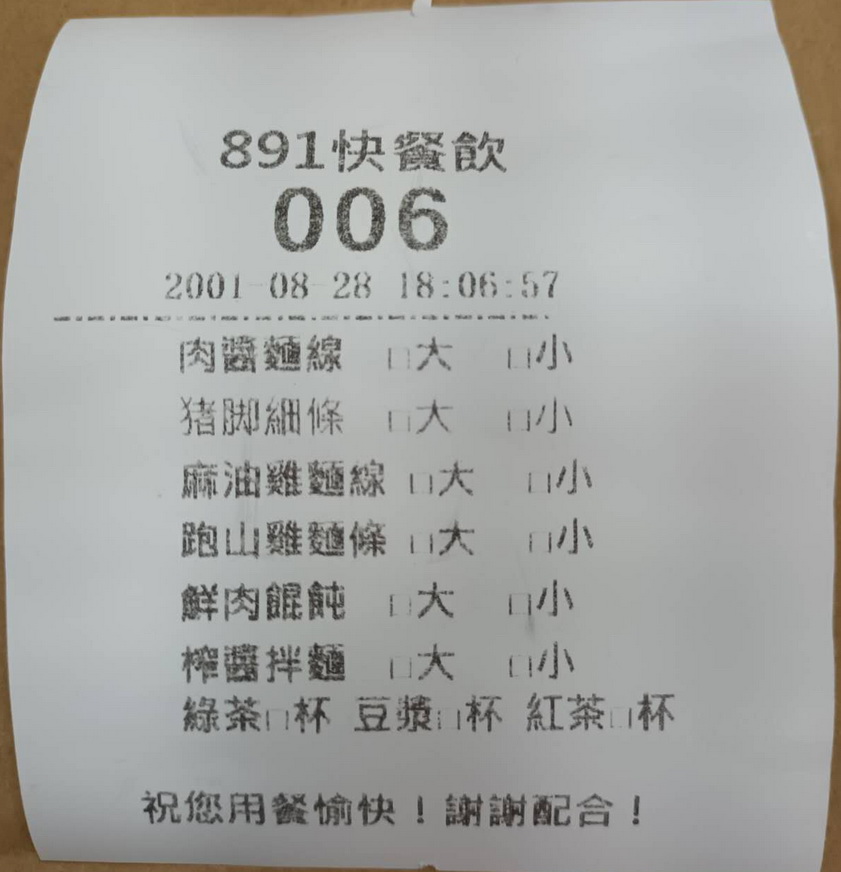 891快餐飲
006
2001-08-28 18:06:57
肉醬麵線 □大 □小
猪脚細條 □大 □小
麻油雞麵線 □大 □小
跑山雞麵條 □大 □小
鮮肉餛飩 □大 □小
榨醬拌麵 □大 □小
綠茶□杯 豆漿□杯 紅茶□杯
祝您用餐愉快！謝謝配合！